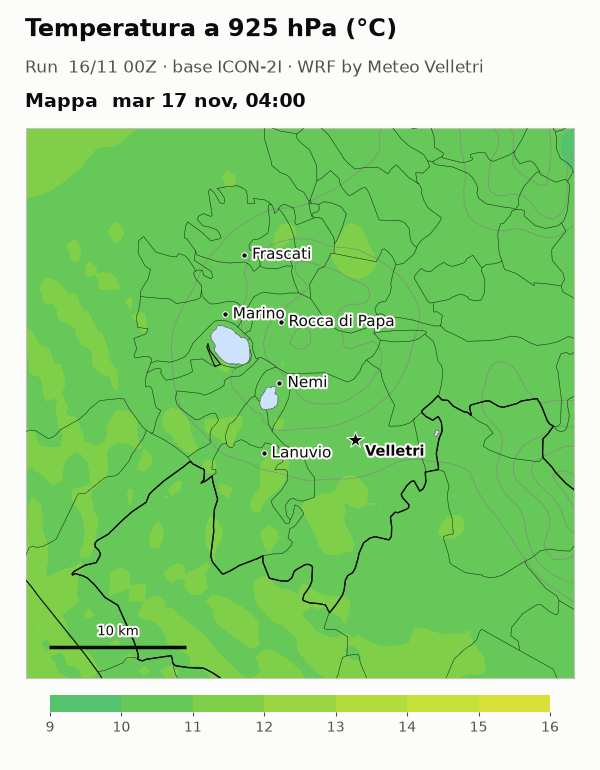 Temperatura a 925 hPa (°C)
Run  16/11 00Z · base ICON-2I · WRF by Meteo Velletri
Mappa  mar 17 nov, 04:00
Frascati
Marino
Rocca di Papa
Nemi
Velletri
Lanuvio
10 km
9 10 11 12 13 14 15 16